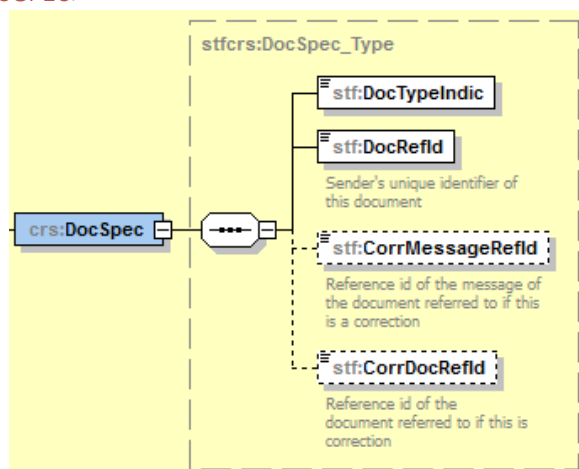 stfcrs:DocSpec_Type
stf:DocTypeIndic
stf:DocRefId
Sender's unique identifier of
this document
crs:DocSpec
stf:CorrMessageRefId
Reference id of the message of
the document referred to if this
is a correction
stf:CorrDocRefId
Reference id of the
document referred to if this is
correction